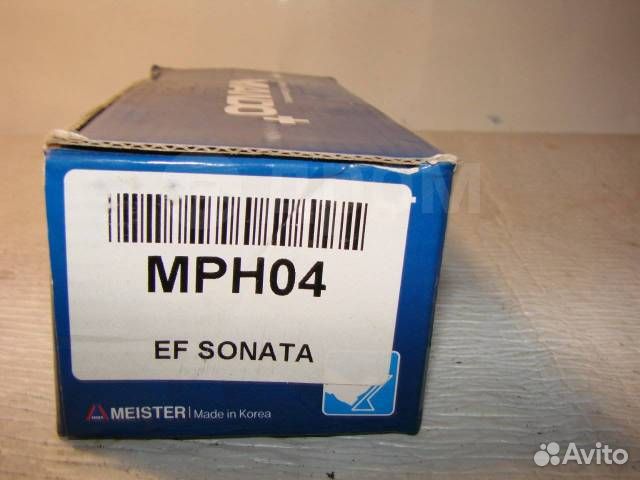 MPH04
EF SONATA
MEISTER Made in Korea
Avito